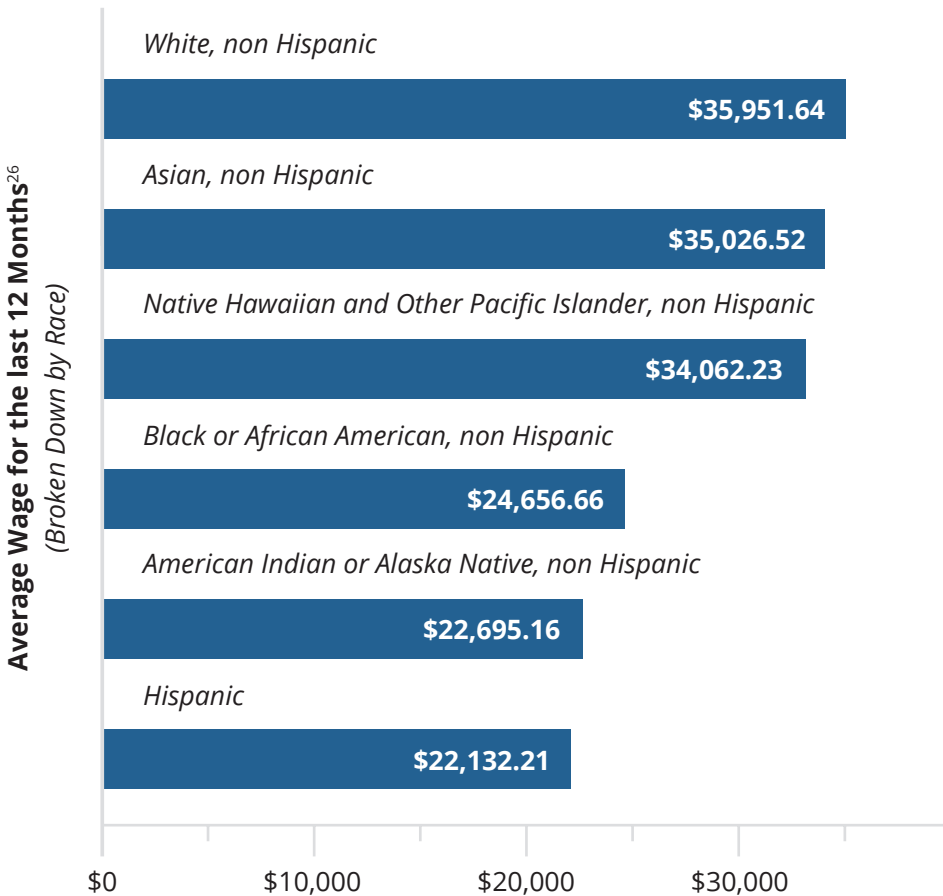 Average Wage for the last 12 Months26
(Broken Down by Race)
White, non Hispanic
$35,951.64
Asian, non Hispanic
$35,026.52
Native Hawaiian and Other Pacific Islander, non Hispanic
$34,062.23
Black or African American, non Hispanic
$24,656.66
American Indian or Alaska Native, non Hispanic
$22,695.16
Hispanic
$22,132.21
$0 $10,000 $20,000 $30,000